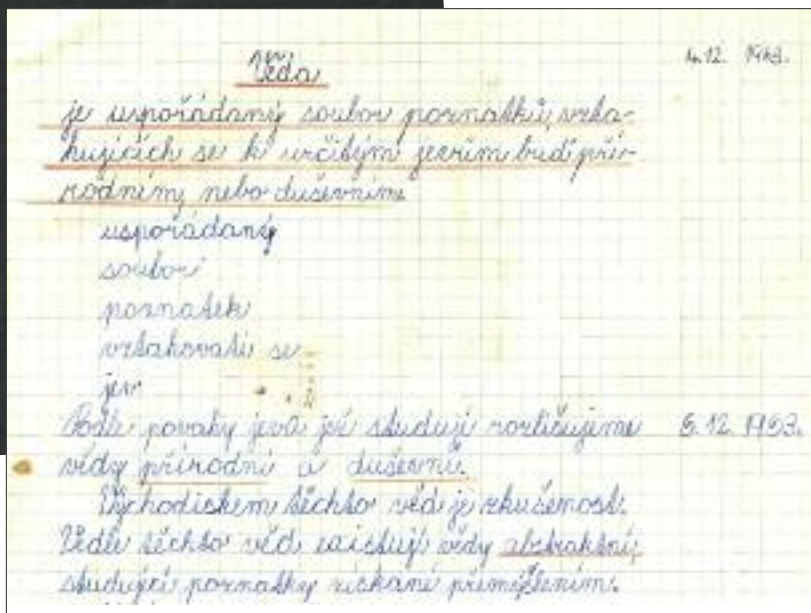 Věda 4.12. 1963.
je uspořádaný soubor poznatků, vzta-
hujících se k určitým jevům buď pří-
rodním, nebo duševním
uspořádaný
soubor
poznatek
vztahovati se
jev
Podle povahy jevů jež studují rozlišujeme 6.12. 1963.
vědy přírodní a duševní.
Východiskem těchto věd je zkušenost.
Vedle těchto věd existují vědy abstraktní,
studující poznatky získané přemýšlením.